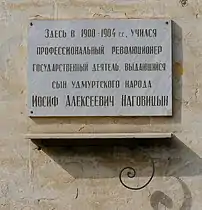 Здесь в 1900-1904 гг. учился
профессиональный революционер
государственный деятель, выдающийся
сын удмуртского народа
Иосиф Алексеевич Наговицын